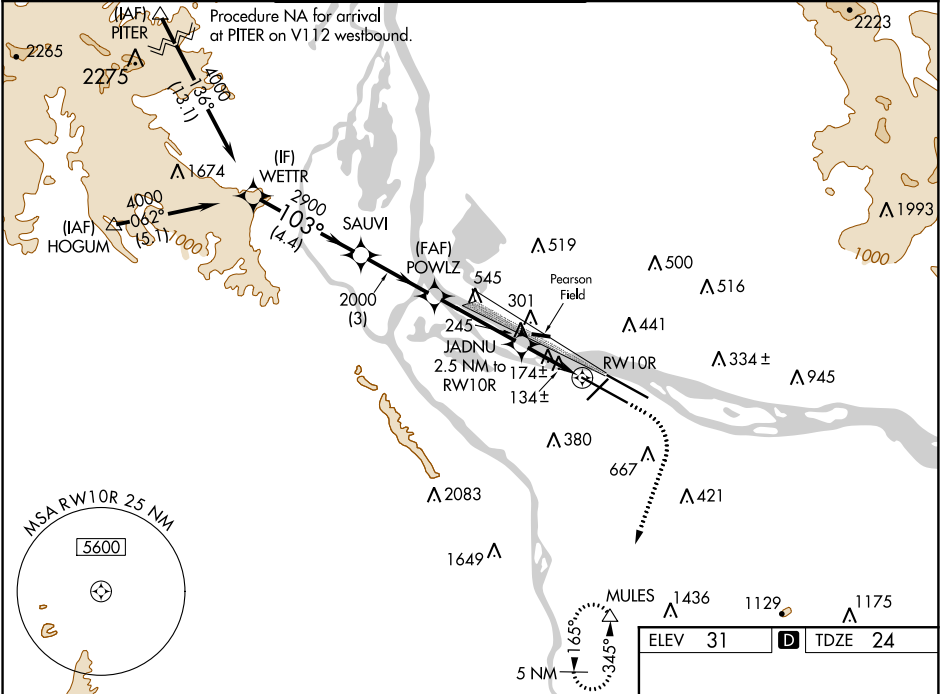 (IAF)
PITER
Procedure NA for arrival
at PITER on V112 westbound.
2223
2265
2275
4000
136°
(13.1)
(IF)
WETTR
1674
4000
062°
(5.1)
(IAF)
HOGUM
1000
2900
103°
(4.4)
SAUVI
1993
1000
(FAF)
POWLZ
519
500
516
2000
(3)
545
Pearson
Field
301
245
441
JADNU
2.5 NM to
RW10R
174±
134±
RW10R
334±
945
380
667
421
2083
1649
MSA RW10R 25 NM
5600
MULES
1436
1129
1175
165°
345°
5 NM
ELEV 31
D
TDZE 24